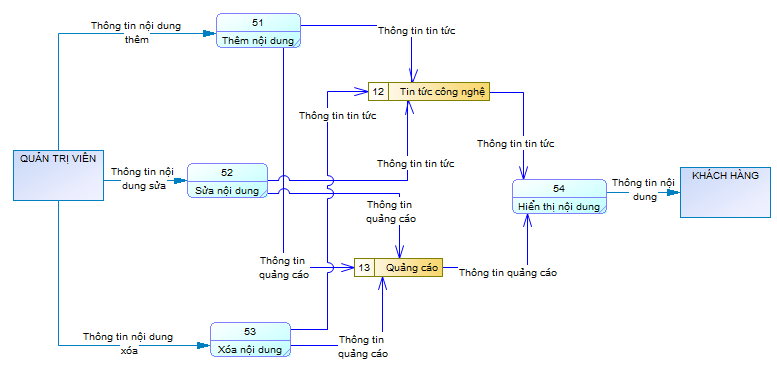 Thông tin nội dung
thêm
51
Thêm nội dung
Thông tin tin tức
12
Tin tức công nghệ
Thông tin tin tức
Thông tin tin tức
Thông tin tin tức
QUẢN TRỊ VIÊN
Thông tin nội
dung sửa
52
Sửa nội dung
Thông tin
quảng cáo
54
Hiển thị nội dung
Thông tin nội
dung
KHÁCH HÀNG
Thông tin
quảng cáo
13
Quảng cáo
Thông tin quảng cáo
Thông tin nội dung
xóa
53
Xóa nội dung
Thông tin
quảng cáo